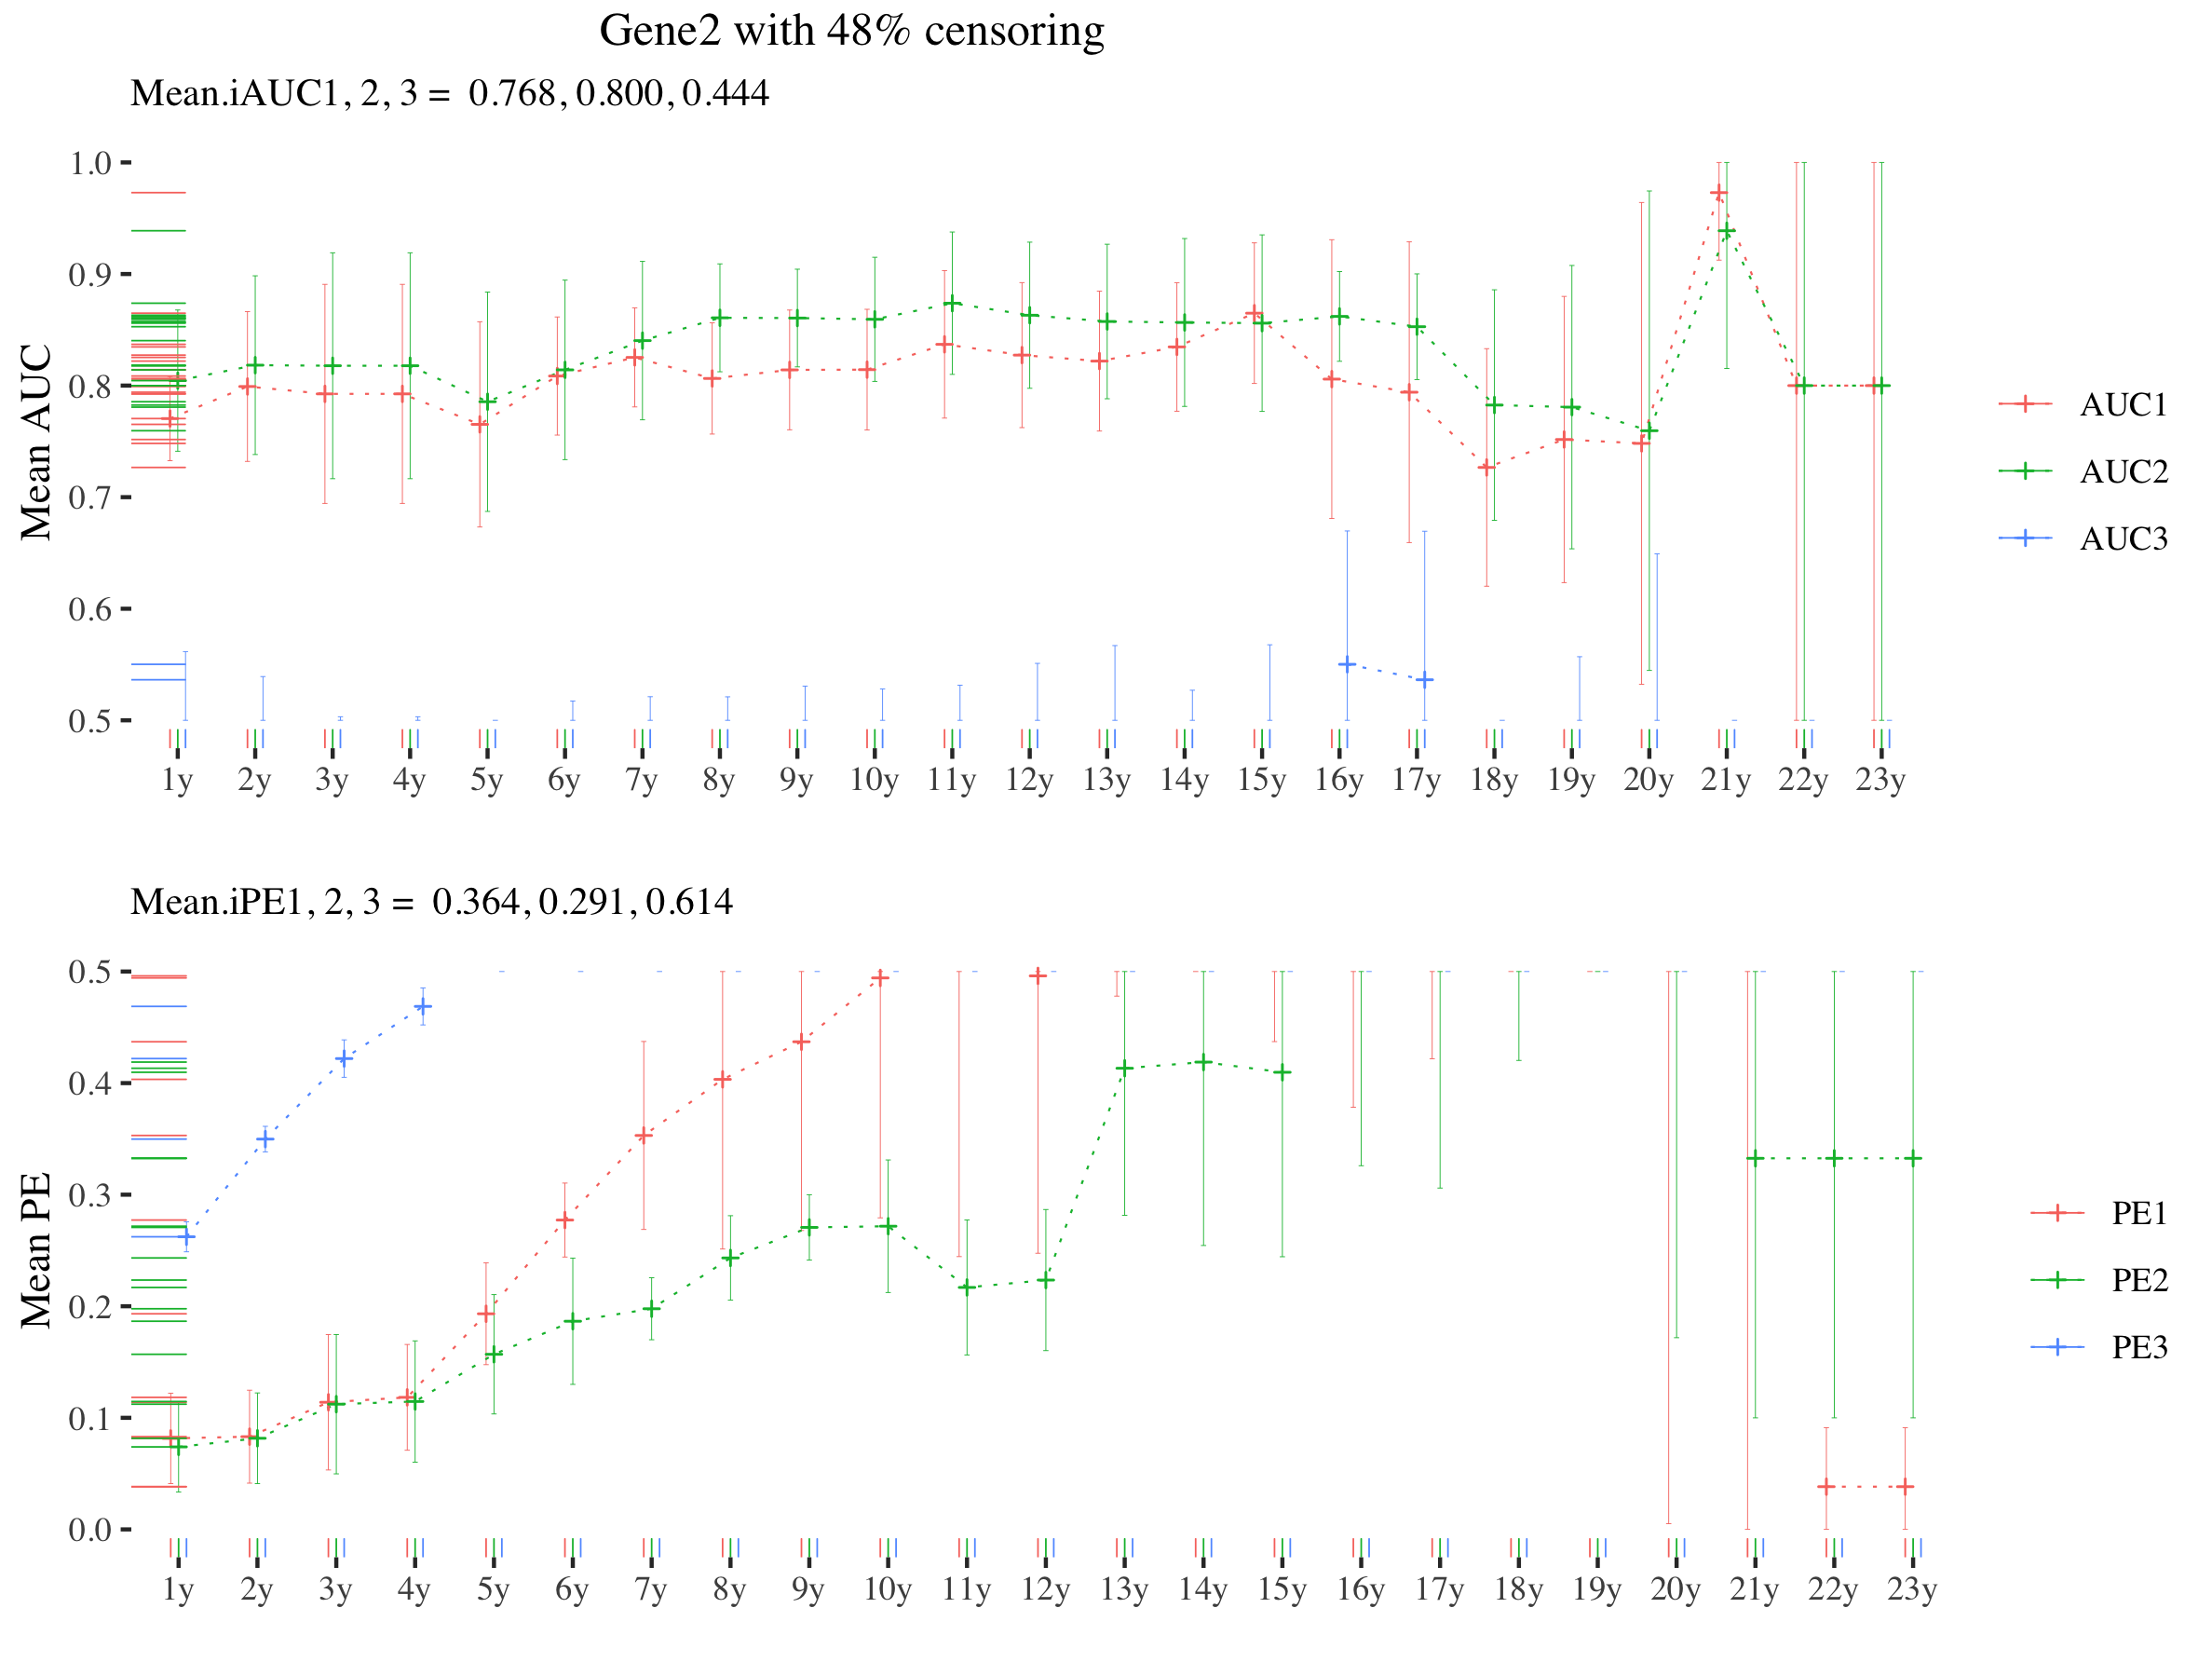 Gene2 with 48% censoring
Mean.iAUC1, 2, 3 = 0.768, 0.800, 0.444
1.0
0.9
0.8
0.7
0.6
0.5
Mean AUC
1y 2y 3y 4y 5y 6y 7y 8y 9y 10y 11y 12y 13y 14y 15y 16y 17y 18y 19y 20y 21y 22y 23y
AUC1
AUC2
AUC3
Mean.iPE1, 2, 3 = 0.364, 0.291, 0.614
0.5
0.4
0.3
0.2
0.1
0.0
Mean PE
1y 2y 3y 4y 5y 6y 7y 8y 9y 10y 11y 12y 13y 14y 15y 16y 17y 18y 19y 20y 21y 22y 23y
PE1
PE2
PE3